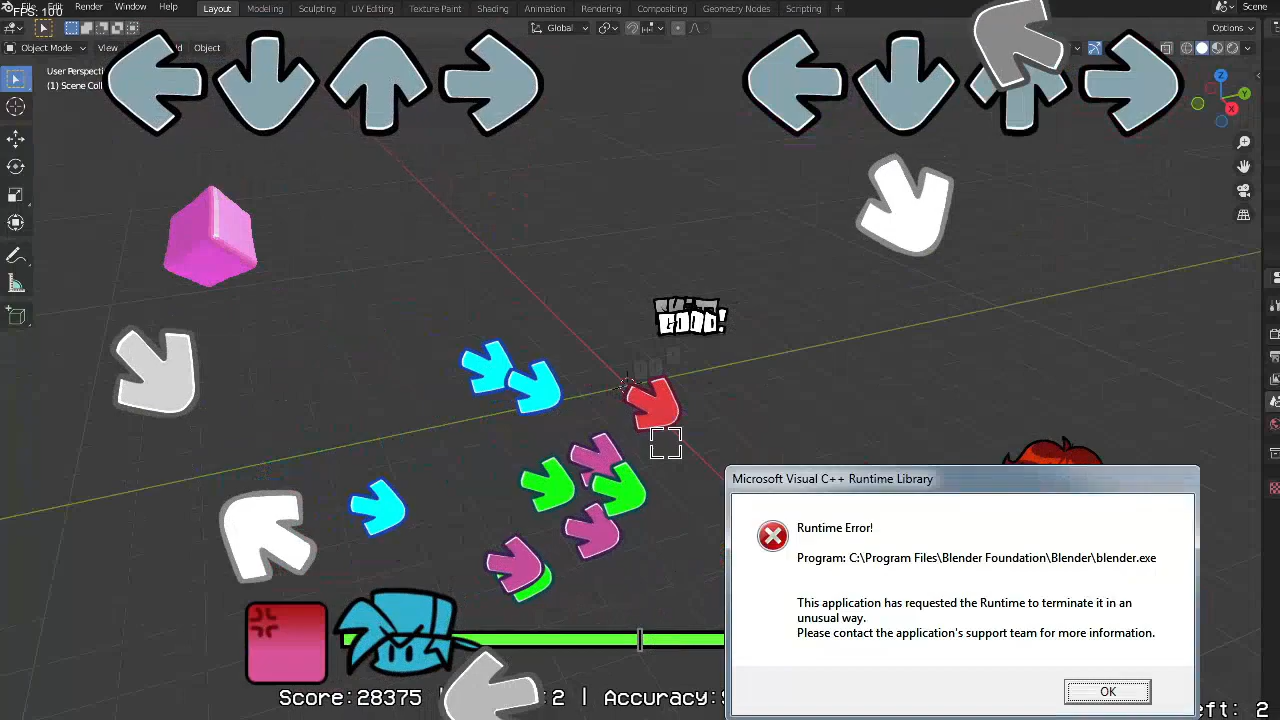 FPS: 100
Render
Window
Help
Layout
Modeling
Sculpting
UV Editing
Texture Paint
Shading
Animation
Rendering
Compositing
Geometry Nodes
Scripting
+
Scene
Global
Options
Object Mode
View
Object
User Perspecti
(1) Scene Coll
Z
Y
X
GOOD!
Microsoft Visual C++ Runtime Library
Runtime Error!
Program: C:\Program Files\Blender Foundation\Blender\blender.exe
This application has requested the Runtime to terminate it in an
unusual way.
Please contact the application's support team for more information.
OK
Score:28375 | :2 | Accuracy:
eft: 2